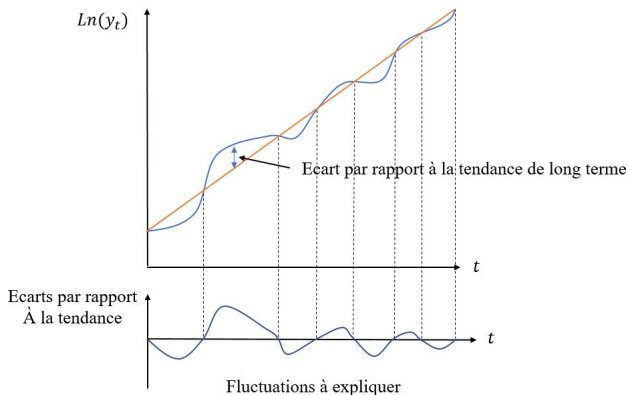 Ln(y_t)
Ecart par rapport à la tendance de long terme
t
Ecarts par rapport
À la tendance
t
Fluctuations à expliquer